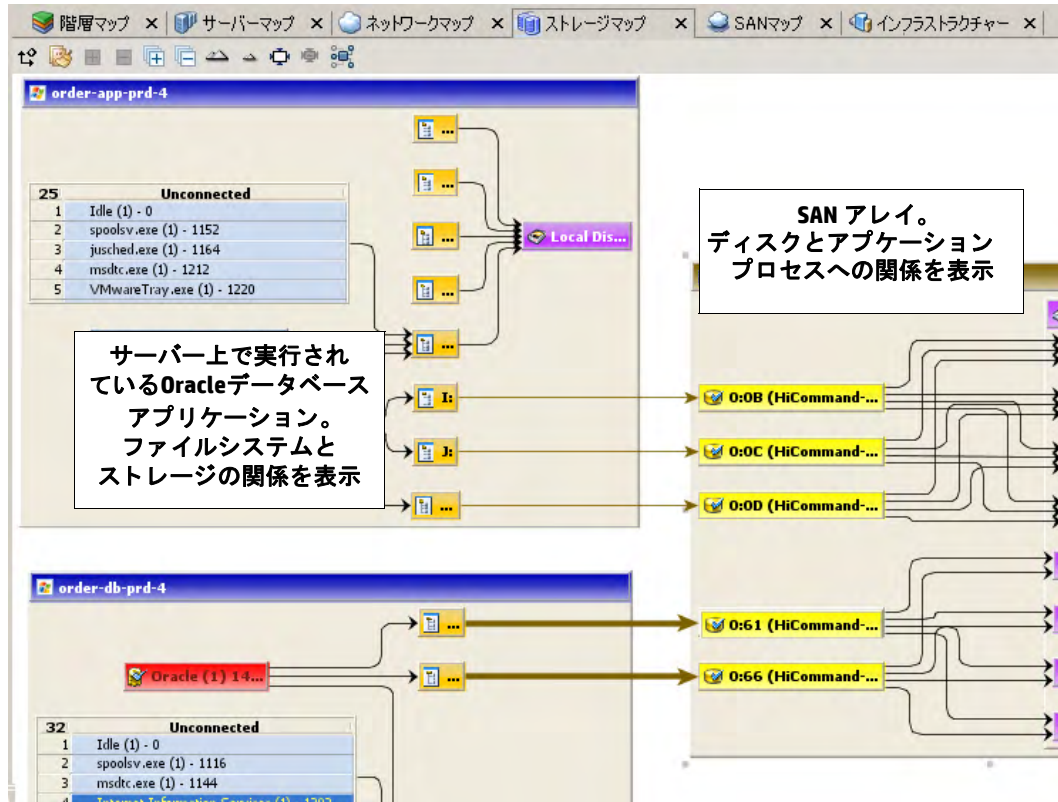 階層マップ サーバーマップ ネットワークマップ ストレージマップ SANマップ インフラストラクチャー
order-app-prd-4
...
...
25 Unconnected
1 Idle (1) - 0
2 spoolsv.exe (1) - 1152
3 jusched.exe (1) - 1164
4 msdtc.exe (1) - 1212
5 VMwareTray.exe (1) - 1220
...
Local Dis...
...
...
サーバー上で実行され
ているOracleデータベース
アプリケーション。
ファイルシステムと
ストレージの関係を表示
I:
J:
...
SAN アレイ。
ディスクとアプケーション
プロセスへの関係を表示
0:0B (HiCommand-...
0:0C (HiCommand-...
0:0D (HiCommand-...
order-db-prd-4
...
Oracle (1) 14...
...
0:61 (HiCommand-...
0:66 (HiCommand-...
32 Unconnected
1 Idle (1) - 0
2 spoolsv.exe (1) - 1116
3 msdtc.exe (1) - 1144
4 Internet Information Services (1) -